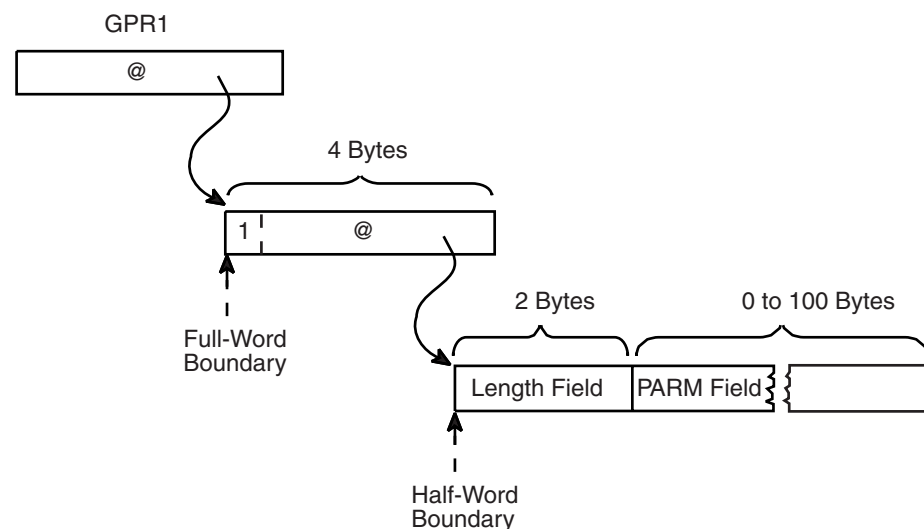 GPR1
@
4 Bytes
1 @
Full-Word
Boundary
2 Bytes 0 to 100 Bytes
Length Field PARM Field
Half-Word
Boundary